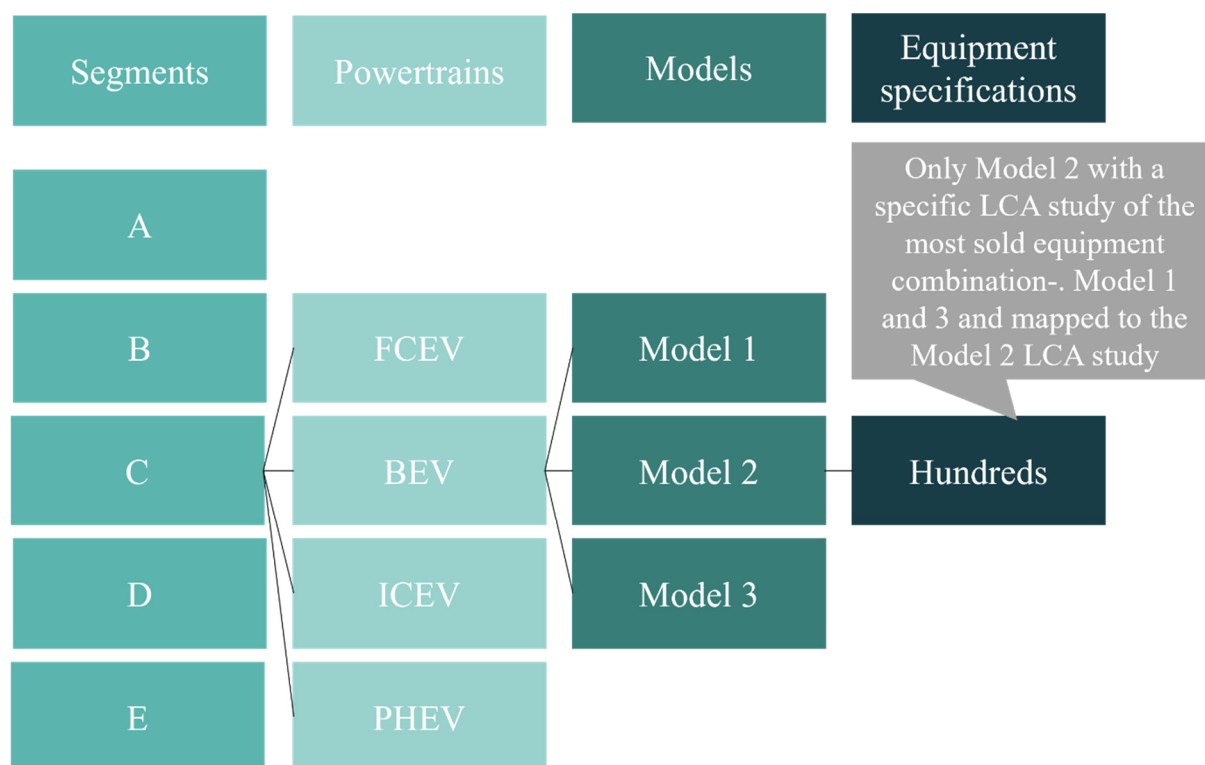 Segments
Powertrains
Models
Equipment
specifications
A
Only Model 2 with a
specific LCA study of the
most sold equipment
combination-. Model 1
and 3 and mapped to the
Model 2 LCA study
B
FCEV
Model 1
C
BEV
Model 2
Hundreds
D
ICEV
Model 3
E
PHEV